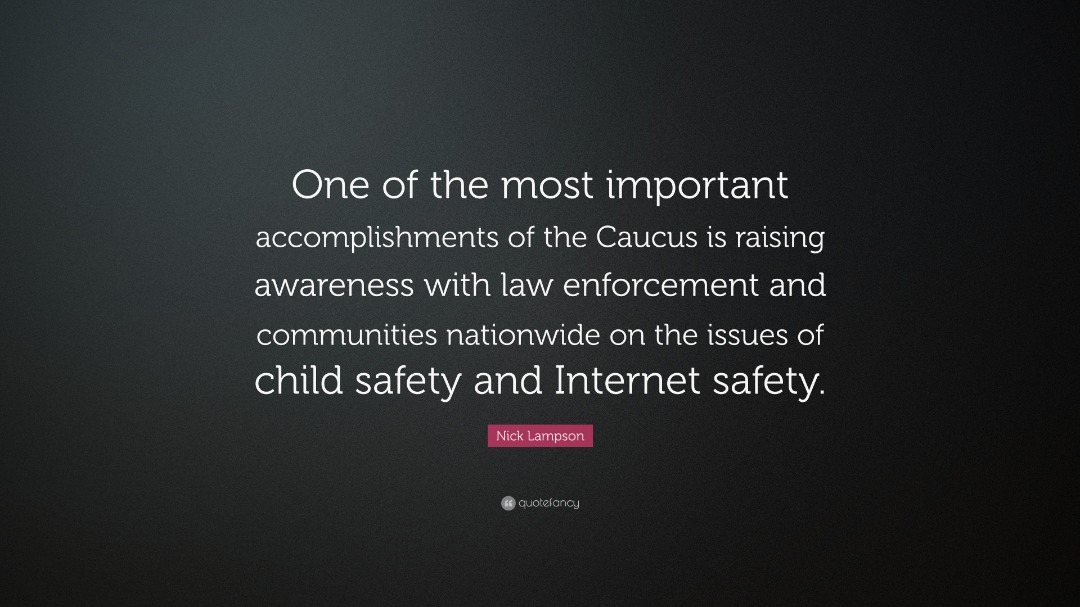 One of the most important
accomplishments of the Caucus is raising
awareness with law enforcement and
communities nationwide on the issues of
child safety and Internet safety.
Nick Lampson
quotefancy